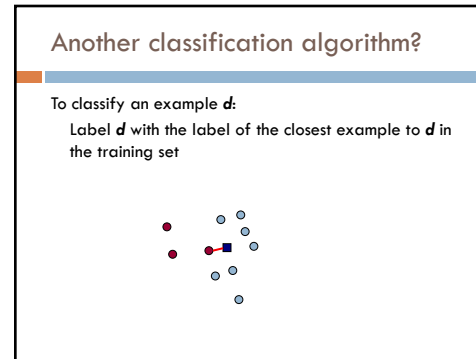 Another classification algorithm?
To classify an example d:
Label d with the label of the closest example to d in
the training set